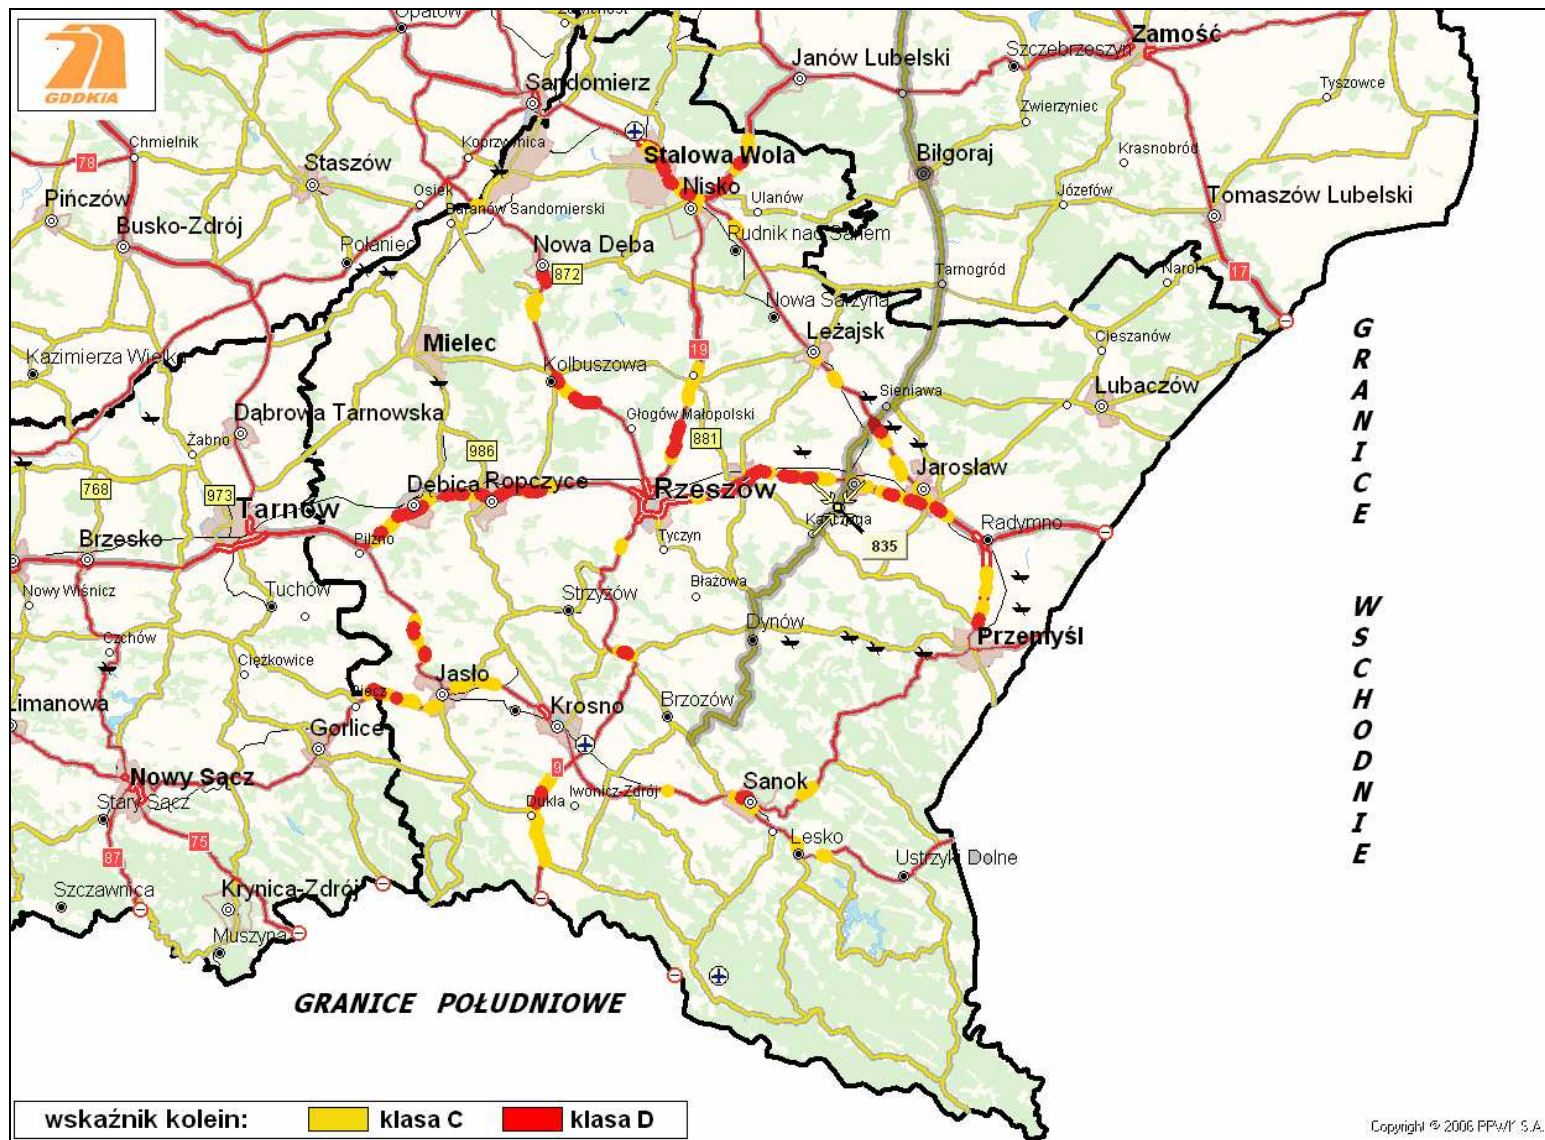 GDDKiA
Opatów
Zamość
Szczebrzeszyn
Janów Lubelski
Sandomierz
Tyszowce
Zwierzyniec
Chmielnik
78
Koprzywnica
Staszów
Stalowa Wola
Biłgoraj
Krasnobród
Osiek
Nisko
Ulanów
Józefów
Tomaszów Lubelski
Pińczów
Baranów Sandomierski
Busko-Zdrój
Połaniec
Nowa Dęba
872
Rudnik nad Sanem
Tarnogród
Narol
17
Nowa Sarzyna
Leżajsk
Cieszanów
Mielec
19
Kazimierza Wielka
Kolbuszowa
Sieniawa
Lubaczów
Dąbrowa Tarnowska
Głogów Małopolski
Żabno
881
986
768
973
Dębica
Ropczyce
Rzeszów
Jarosław
Tarnów
Kańczuga
Radymno
Brzesko
Pilzno
Tyczyn
835
Nowy Wiśnicz
Tuchów
Strzyżów
Błażowa
Dynów
Przemyśl
Czchów
Ciężkowice
Jasło
Biecz
Limanowa
Krosno
Brzozów
Gorlice
9
Nowy Sącz
Iwonicz-Zdrój
Sanok
Stary Sącz
Dukla
75
87
Lesko
Ustrzyki Dolne
Szczawnica
Krynica-Zdrój
Muszyna
GRANICE WSCHODNIE
GRANICE POŁUDNIOWE
wskaźnik kolein: klasa C klasa D
Copyright © 2006 PPWK S.A.